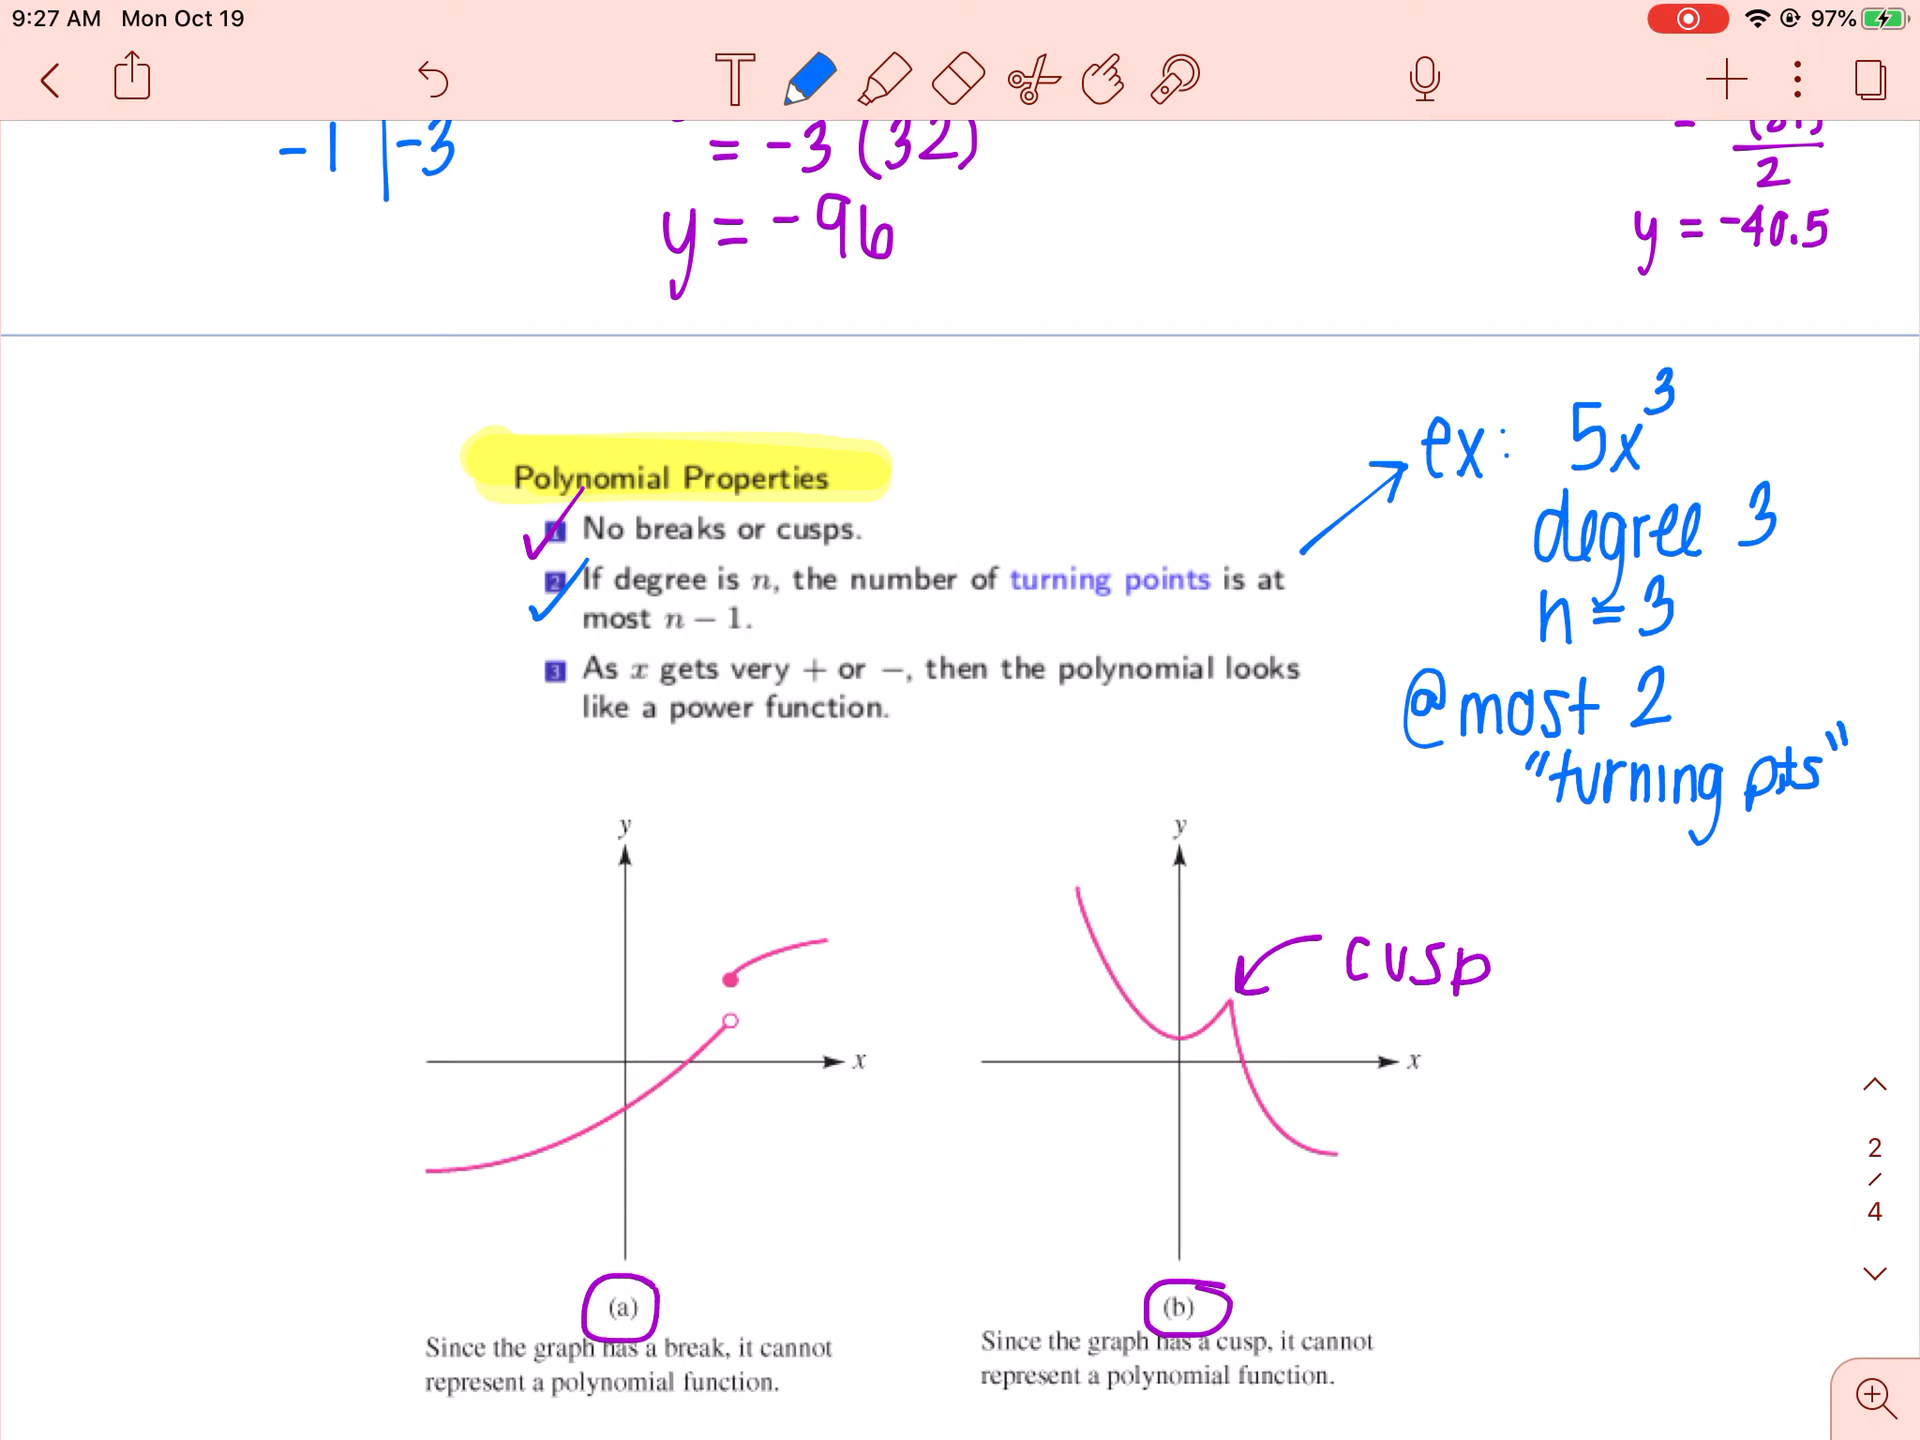 9:27 AM Mon Oct 19
97%
-1 | -3
= -3 (32)
y = -96
2
y = -40.5
Polynomial Properties
1 No breaks or cusps.
2 If degree is n, the number of turning points is at
most n − 1.
3 As x gets very + or −, then the polynomial looks
like a power function.
ex: 5x³
degree 3
n = 3
@most 2
"turning pts"
y
x
(a)
Since the graph has a break, it cannot
represent a polynomial function.
y
cusp
x
(b)
Since the graph has a cusp, it cannot
represent a polynomial function.
2
/
4